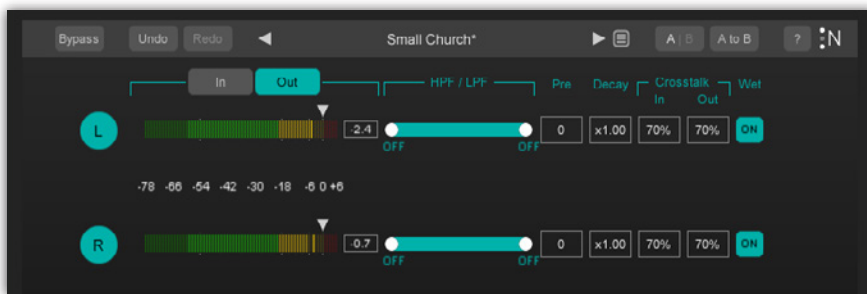 Bypass Undo Redo Small Church* A | B A to B ? :N
In Out HPF / LPF Pre Decay Crosstalk Wet
In Out
L -2.4 0 x1.00 70% 70% ON
OFF OFF
-78 -66 -54 -42 -30 -18 -6 0 +6
R -0.7 0 x1.00 70% 70% ON
OFF OFF